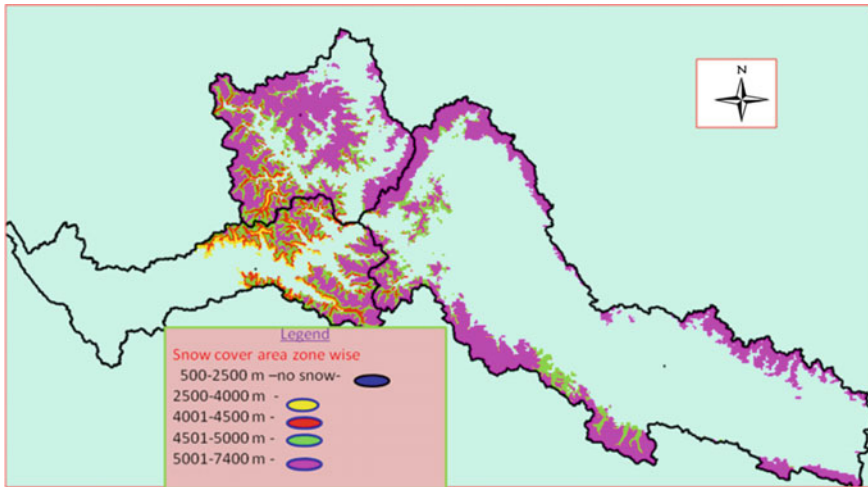 N
Legend
Snow cover area zone wise
500-2500 m –no snow-
2500-4000 m -
4001-4500 m -
4501-5000 m -
5001-7400 m -